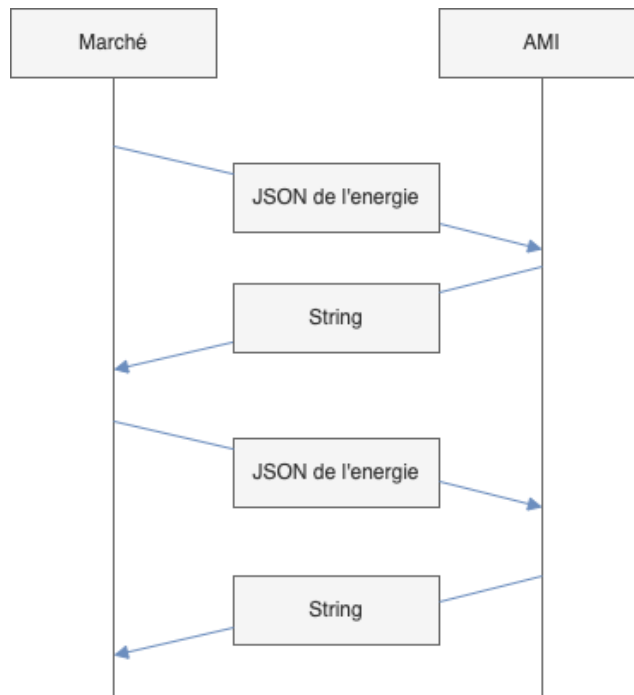 Marché
AMI
JSON de l'energie
String
JSON de l'energie
String